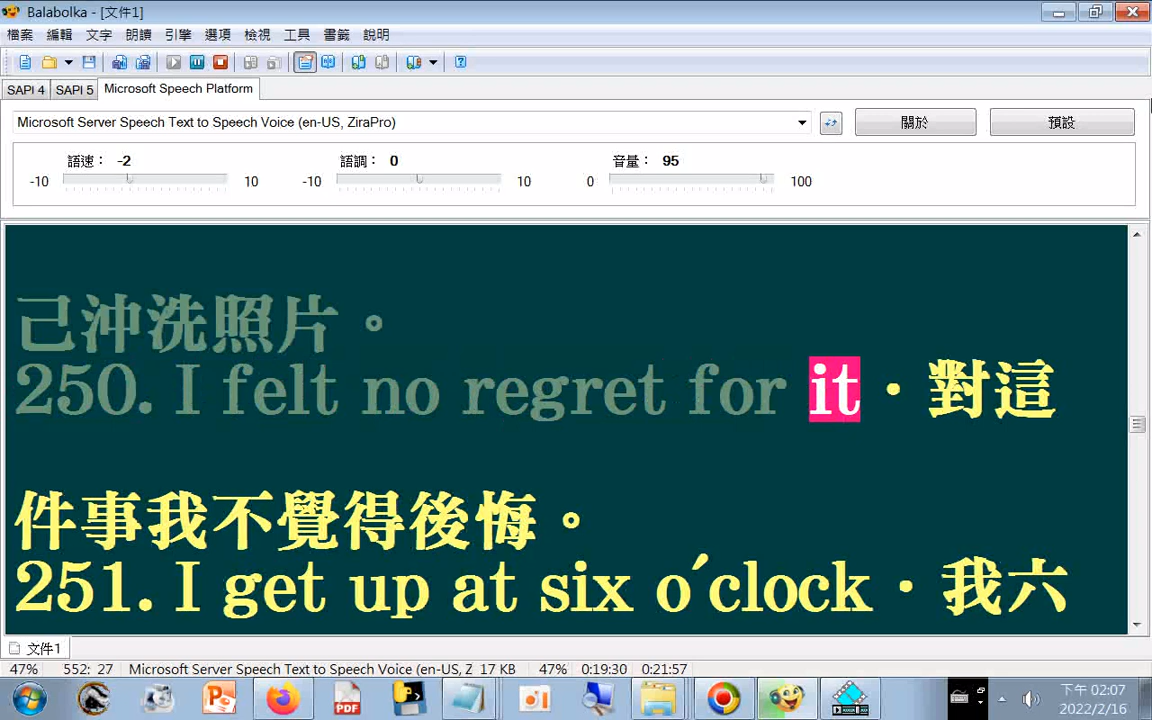 Balabolka - [文件1]
檔案 編輯 文字 朗讀 引擎 選項 檢視 工具 書籤 說明
SAPI 4 SAPI 5 Microsoft Speech Platform
Microsoft Server Speech Text to Speech Voice (en-US, ZiraPro) 關於 預設
語速： -2 語調： 0 音量： 95
-10 10 -10 10 0 100
己沖洗照片。
250. I felt no regret for it．對這
件事我不覺得後悔。
251. I get up at six o′clock．我六
文件1
47% 552: 27 Microsoft Server Speech Text to Speech Voice (en-US, Z 17 KB 47% 0:19:30 0:21:57
PDF
下午 02:07
2022/2/16